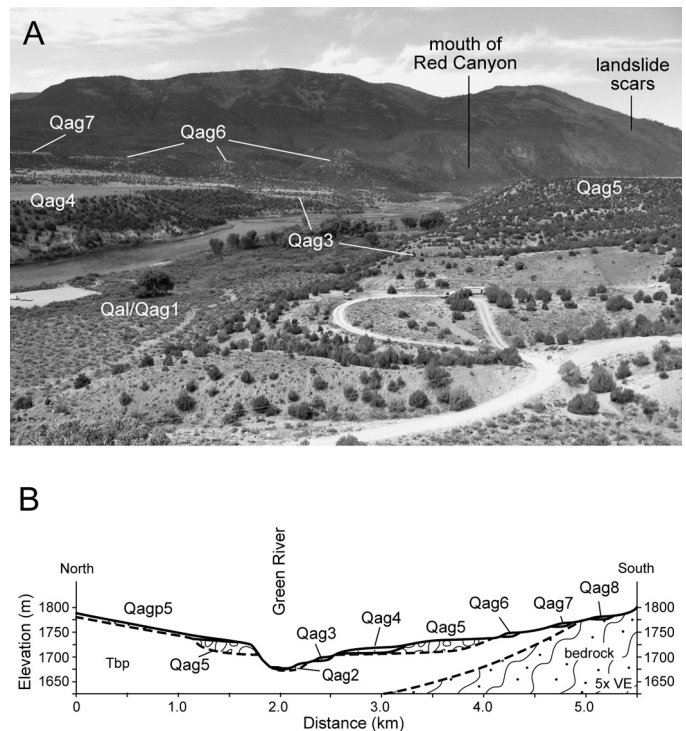 A
mouth of
Red Canyon
landslide
scars
Qag7
Qag6
Qag5
Qag4
Qag3
Qal/Qag1
B
North
Green River
South
Elevation (m)
1800
1750
1700
1650
1800
1750
1700
1650
Qagp5
Qag5
Tbp
Qag3
Qag2
Qag4
Qag5
Qag6
Qag7
Qag8
bedrock
5x VE
0 1.0 2.0 3.0 4.0 5.0
Distance (km)